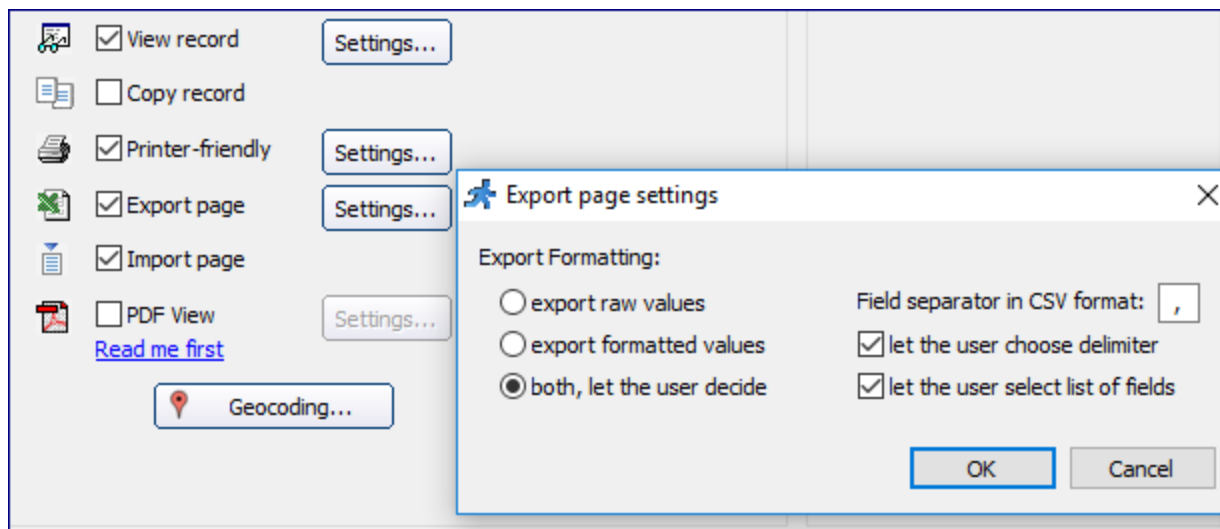 View record
Settings...
Copy record
Printer-friendly
Settings...
Export page
Settings...
Import page
PDF View
Settings...
Read me first
Geocoding...
Export page settings
Export Formatting:
export raw values
export formatted values
both, let the user decide
Field separator in CSV format: ,
let the user choose delimiter
let the user select list of fields
OK
Cancel